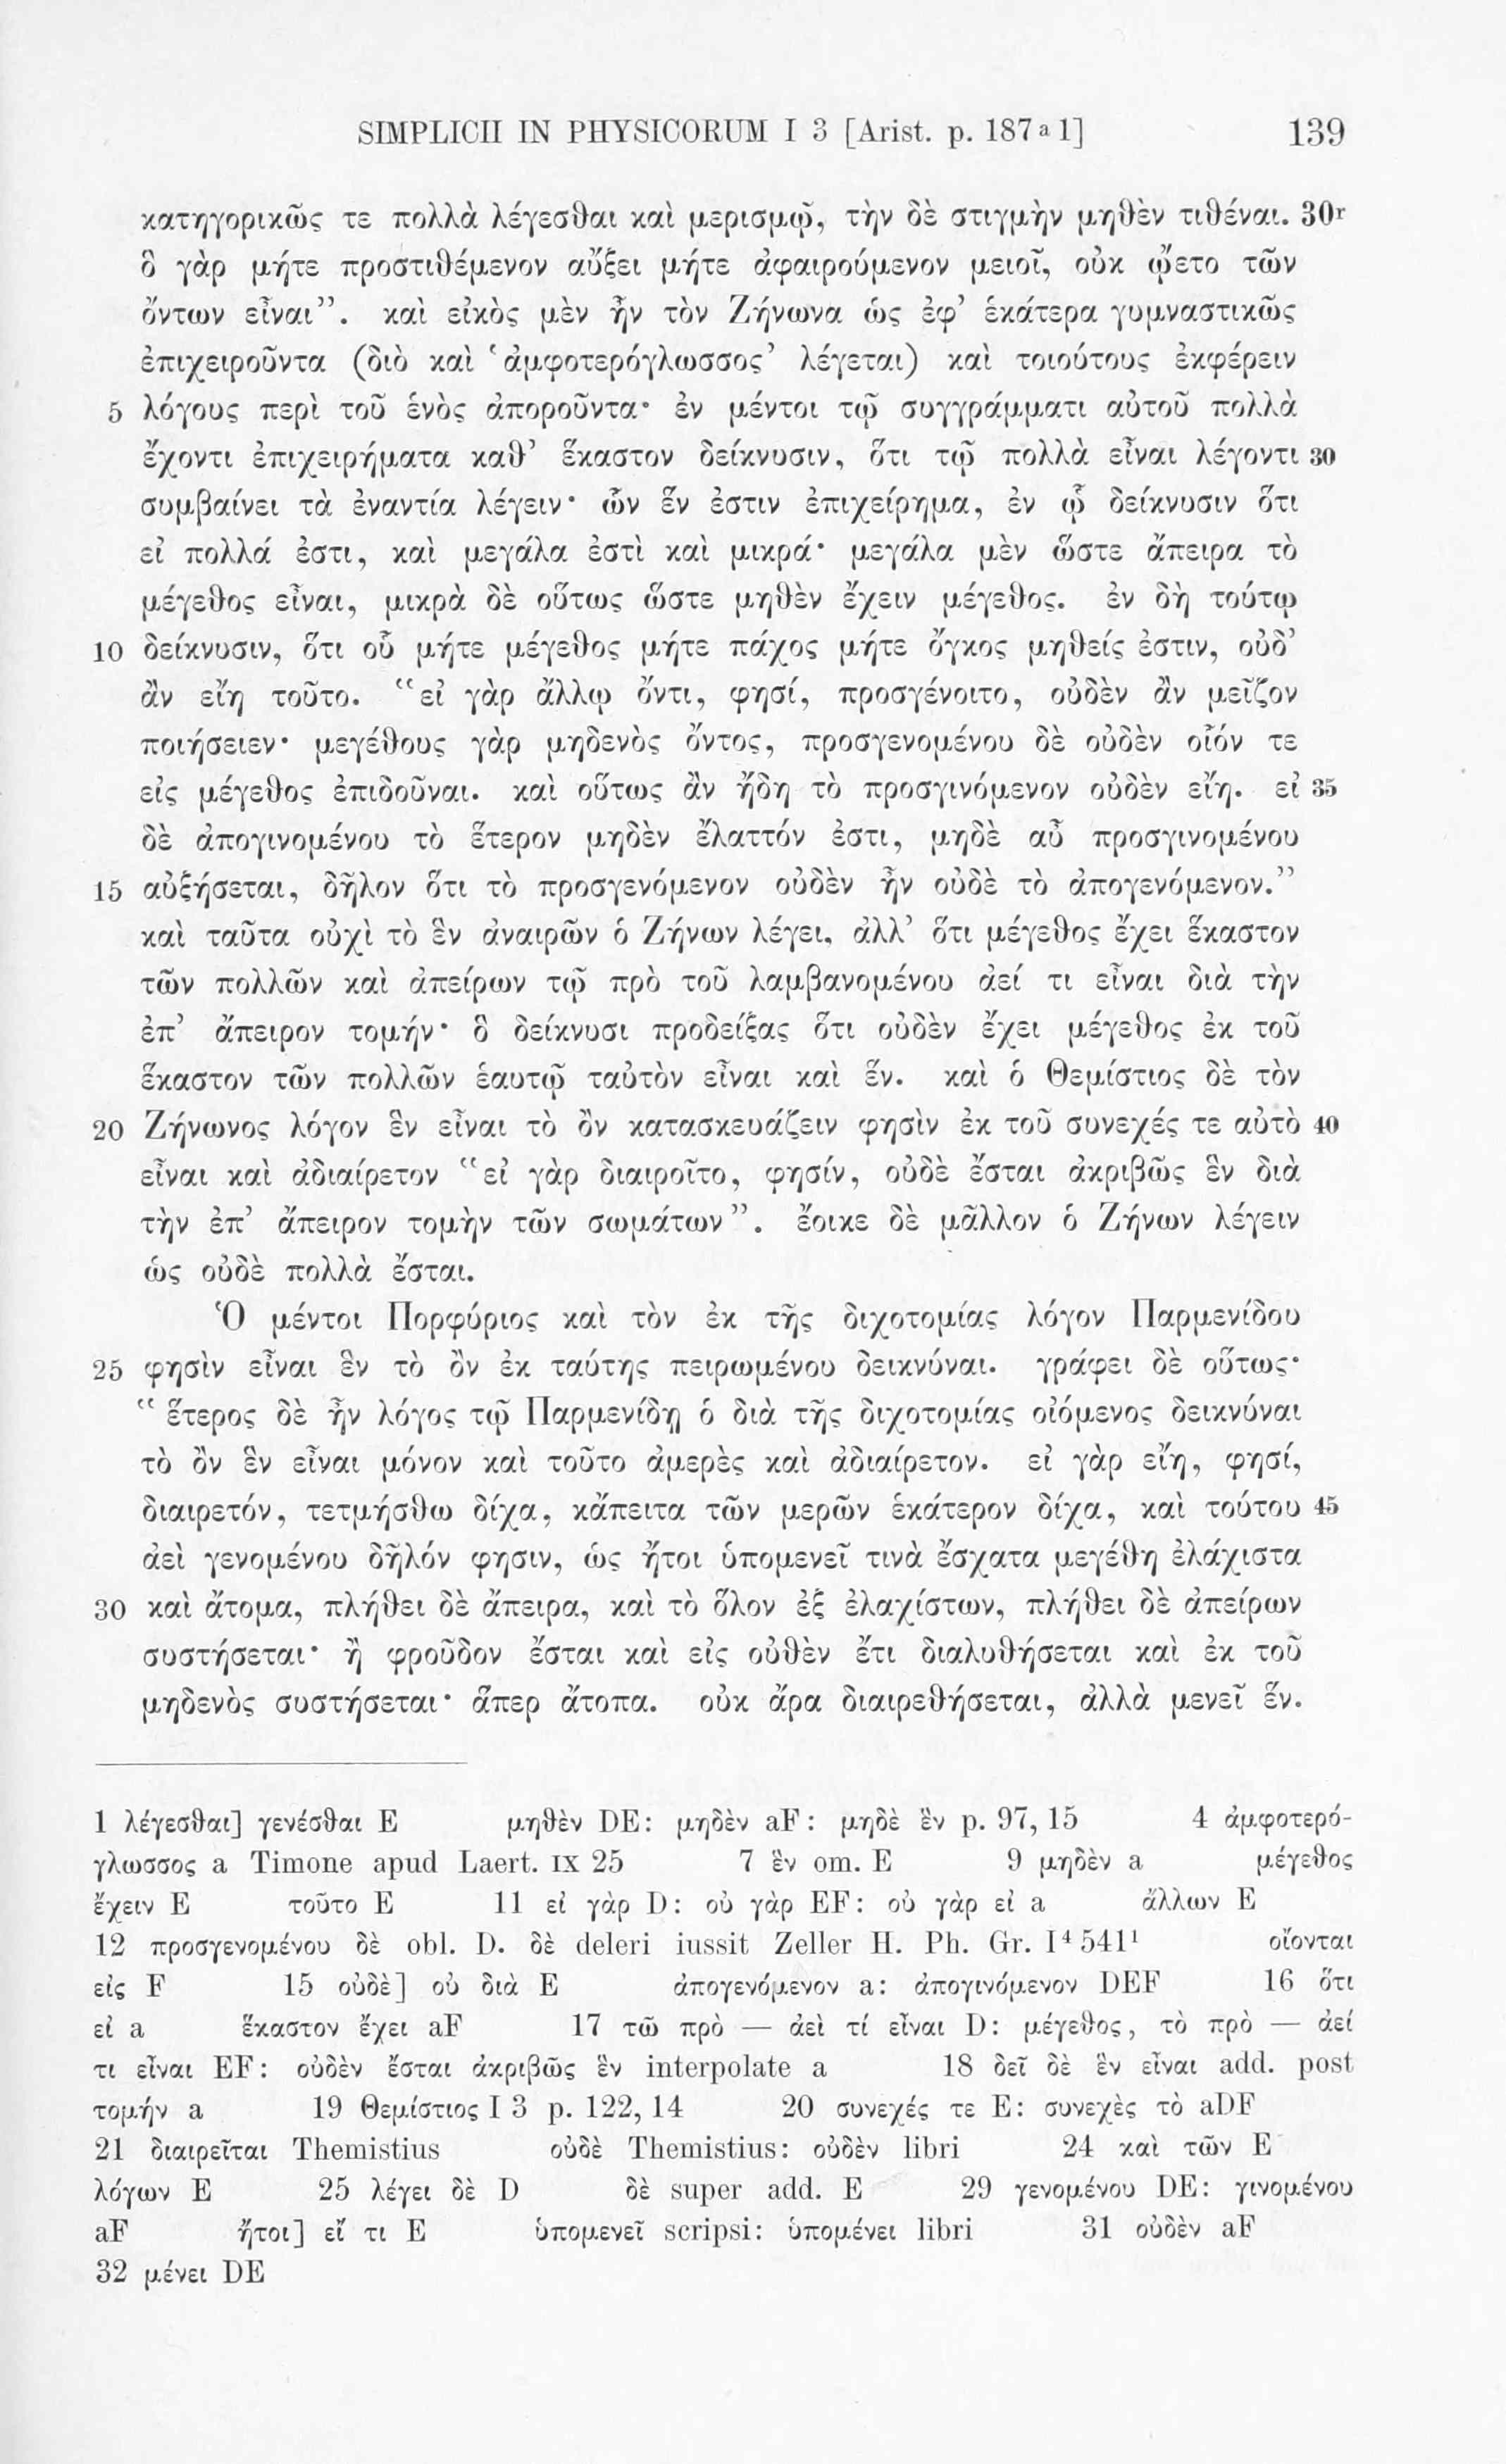 SIMPLICII IN PHYSICORUM I 3 [Arist. p. 187ᵃ1] 139
κατηγορικῶς τε πολλὰ λέγεσθαι καὶ μερισμῷ, τὴν δὲ στιγμὴν μηθὲν τιθέναι. 30ʳ
ὃ γὰρ μήτε προστιθέμενον αὔξει μήτε ἀφαιρούμενον μειοῖ, οὐκ ᾤετο τῶν
ὄντων εἶναι”. καὶ εἰκὸς μὲν ἦν τὸν Ζήνωνα ὡς ἐφ’ ἑκάτερα γυμναστικῶς
ἐπιχειροῦντα (διὸ καὶ ‘ἀμφοτερόγλωσσος’ λέγεται) καὶ τοιούτους ἐκφέρειν
5 λόγους περὶ τοῦ ἑνὸς ἀποροῦντα· ἐν μέντοι τῷ συγγράμματι αὐτοῦ πολλὰ
ἔχοντι ἐπιχειρήματα καθ’ ἕκαστον δείκνυσιν, ὅτι τῷ πολλὰ εἶναι λέγοντι 30
συμβαίνει τὰ ἐναντία λέγειν· ὧν ἕν ἐστιν ἐπιχείρημα, ἐν ᾧ δείκνυσιν ὅτι
εἰ πολλά ἐστι, καὶ μεγάλα ἐστὶ καὶ μικρά· μεγάλα μὲν ὥστε ἄπειρα τὸ
μέγεθος εἶναι, μικρὰ δὲ οὕτως ὥστε μηθὲν ἔχειν μέγεθος. ἐν δὴ τούτῳ
10 δείκνυσιν, ὅτι οὗ μήτε μέγεθος μήτε πάχος μήτε ὄγκος μηθείς ἐστιν, οὐδ’
ἂν εἴη τοῦτο. “εἰ γὰρ ἄλλῳ ὄντι, φησί, προσγένοιτο, οὐδὲν ἂν μεῖζον
ποιήσειεν· μεγέθους γὰρ μηδενὸς ὄντος, προσγενομένου δὲ οὐδὲν οἷόν τε
εἰς μέγεθος ἐπιδοῦναι. καὶ οὕτως ἂν ἤδη τὸ προσγινόμενον οὐδὲν εἴη. εἰ 35
δὲ ἀπογινομένου τὸ ἕτερον μηδὲν ἔλαττόν ἐστι, μηδὲ αὖ προσγινομένου
15 αὐξήσεται, δῆλον ὅτι τὸ προσγενόμενον οὐδὲν ἦν οὐδὲ τὸ ἀπογενόμενον.”
καὶ ταῦτα οὐχὶ τὸ ἓν ἀναιρῶν ὁ Ζήνων λέγει, ἀλλ’ ὅτι μέγεθος ἔχει ἕκαστον
τῶν πολλῶν καὶ ἀπείρων τῷ πρὸ τοῦ λαμβανομένου ἀεί τι εἶναι διὰ τὴν
ἐπ’ ἄπειρον τομήν· ὃ δείκνυσι προδείξας ὅτι οὐδὲν ἔχει μέγεθος ἐκ τοῦ
ἕκαστον τῶν πολλῶν ἑαυτῷ ταὐτὸν εἶναι καὶ ἕν. καὶ ὁ Θεμίστιος δὲ τὸν
20 Ζήνωνος λόγον ἓν εἶναι τὸ ὂν κατασκευάζειν φησὶν ἐκ τοῦ συνεχές τε αὐτὸ 40
εἶναι καὶ ἀδιαίρετον “εἰ γὰρ διαιροῖτο, φησίν, οὐδὲ ἔσται ἀκριβῶς ἓν διὰ
τὴν ἐπ’ ἄπειρον τομὴν τῶν σωμάτων”. ἔοικε δὲ μᾶλλον ὁ Ζήνων λέγειν
ὡς οὐδὲ πολλὰ ἔσται.
Ὁ μέντοι Πορφύριος καὶ τὸν ἐκ τῆς διχοτομίας λόγον Παρμενίδου
25 φησὶν εἶναι ἓν τὸ ὂν ἐκ ταύτης πειρωμένου δεικνύναι. γράφει δὲ οὕτως·
“ἕτερος δὲ ἦν λόγος τῷ Παρμενίδῃ ὁ διὰ τῆς διχοτομίας οἰόμενος δεικνύναι
τὸ ὂν ἓν εἶναι μόνον καὶ τοῦτο ἀμερὲς καὶ ἀδιαίρετον. εἰ γὰρ εἴη, φησί,
διαιρετόν, τετμήσθω δίχα, κἄπειτα τῶν μερῶν ἑκάτερον δίχα, καὶ τούτου 45
ἀεὶ γενομένου δῆλόν φησιν, ὡς ἤτοι ὑπομενεῖ τινὰ ἔσχατα μεγέθη ἐλάχιστα
30 καὶ ἄτομα, πλήθει δὲ ἄπειρα, καὶ τὸ ὅλον ἐξ ἐλαχίστων, πλήθει δὲ ἀπείρων
συστήσεται· ἢ φροῦδον ἔσται καὶ εἰς οὐθὲν ἔτι διαλυθήσεται καὶ ἐκ τοῦ
μηδενὸς συστήσεται· ἅπερ ἄτοπα. οὐκ ἄρα διαιρεθήσεται, ἀλλὰ μενεῖ ἕν.
1 λέγεσθαι] γενέσθαι E μηθὲν DE: μηδὲν aF: μηδὲ ἓν p. 97, 15 4 ἀμφοτερό-
γλωσσος a Timone apud Laert. IX 25 7 ἓν om. E 9 μηδὲν a μέγεθος
ἔχειν E τοῦτο E 11 εἰ γὰρ D: οὐ γὰρ EF: οὐ γὰρ εἰ a ἄλλων E
12 προσγενομένου δὲ obl. D. δὲ deleri iussit Zeller H. Ph. Gr. I⁴ 541¹ οἴονται
εἰς F 15 οὐδὲ] οὐ διὰ E ἀπογενόμενον a: ἀπογινόμενον DEF 16 ὅτι
εἰ a ἕκαστον ἔχει aF 17 τῶ πρὸ — ἀεὶ τί εἶναι D: μέγεθος, τὸ πρὸ — ἀεί
τι εἶναι EF: οὐδὲν ἔσται ἀκριβῶς ἓν interpolate a 18 δεῖ δὲ ἓν εἶναι add. post
τομήν a 19 Θεμίστιος I 3 p. 122, 14 20 συνεχές τε E: συνεχὲς τὸ aDF
21 διαιρεῖται Themistius οὐδὲ Themistius: οὐδὲν libri 24 καὶ τῶν E
λόγων E 25 λέγει δὲ D δὲ super add. E 29 γενομένου DE: γινομένου
aF ἤτοι] εἴ τι E ὑπομενεῖ scripsi: ὑπομένει libri 31 οὐδὲν aF
32 μένει DE